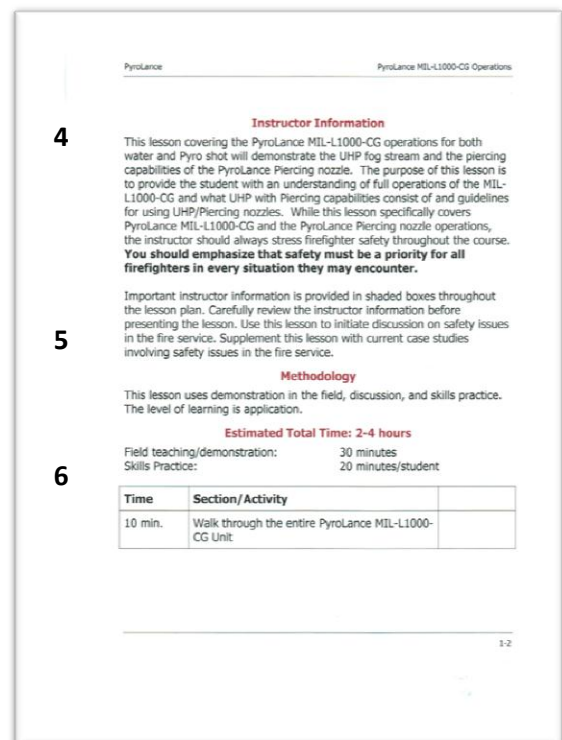 PyroLance PyroLance MIL-L1000-CG Operations
4
Instructor Information
This lesson covering the PyroLance MIL-L1000-CG operations for both
water and Pyro shot will demonstrate the UHP fog stream and the piercing
capabilities of the PyroLance Piercing nozzle. The purpose of this lesson is
to provide the student with an understanding of full operations of the MIL-
L1000-CG and what UHP with Piercing capabilities consist of and guidelines
for using UHP/Piercing nozzles. While this lesson specifically covers
PyroLance MIL-L1000-CG and the PyroLance Piercing nozzle operations,
the instructor should always stress firefighter safety throughout the course.
You should emphasize that safety must be a priority for all
firefighters in every situation they may encounter.
Important instructor information is provided in shaded boxes throughout
the lesson plan. Carefully review the instructor information before
5
presenting the lesson. Use this lesson to initiate discussion on safety issues
in the fire service. Supplement this lesson with current case studies
involving safety issues in the fire service.
Methodology
This lesson uses demonstration in the field, discussion, and skills practice.
The level of learning is application.
Estimated Total Time: 2-4 hours
Field teaching/demonstration: 30 minutes
6
Skills Practice: 20 minutes/student
Time Section/Activity
10 min. Walk through the entire PyroLance MIL-L1000-
CG Unit
1-2